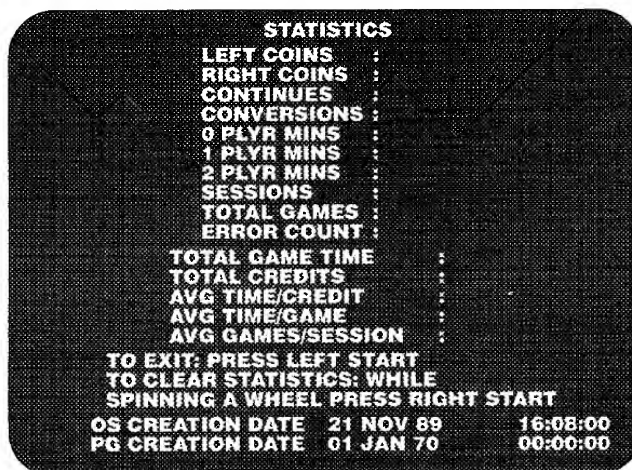 STATISTICS
LEFT COINS :
RIGHT COINS :
CONTINUES :
CONVERSIONS :
0 PLYR MINS :
1 PLYR MINS :
2 PLYR MINS :
SESSIONS :
TOTAL GAMES :
ERROR COUNT :
TOTAL GAME TIME :
TOTAL CREDITS :
AVG TIME/CREDIT :
AVG TIME/GAME :
AVG GAMES/SESSION :
TO EXIT: PRESS LEFT START
TO CLEAR STATISTICS: WHILE
SPINNING A WHEEL PRESS RIGHT START
OS CREATION DATE 21 NOV 89 16:08:00
PG CREATION DATE 01 JAN 70 00:00:00